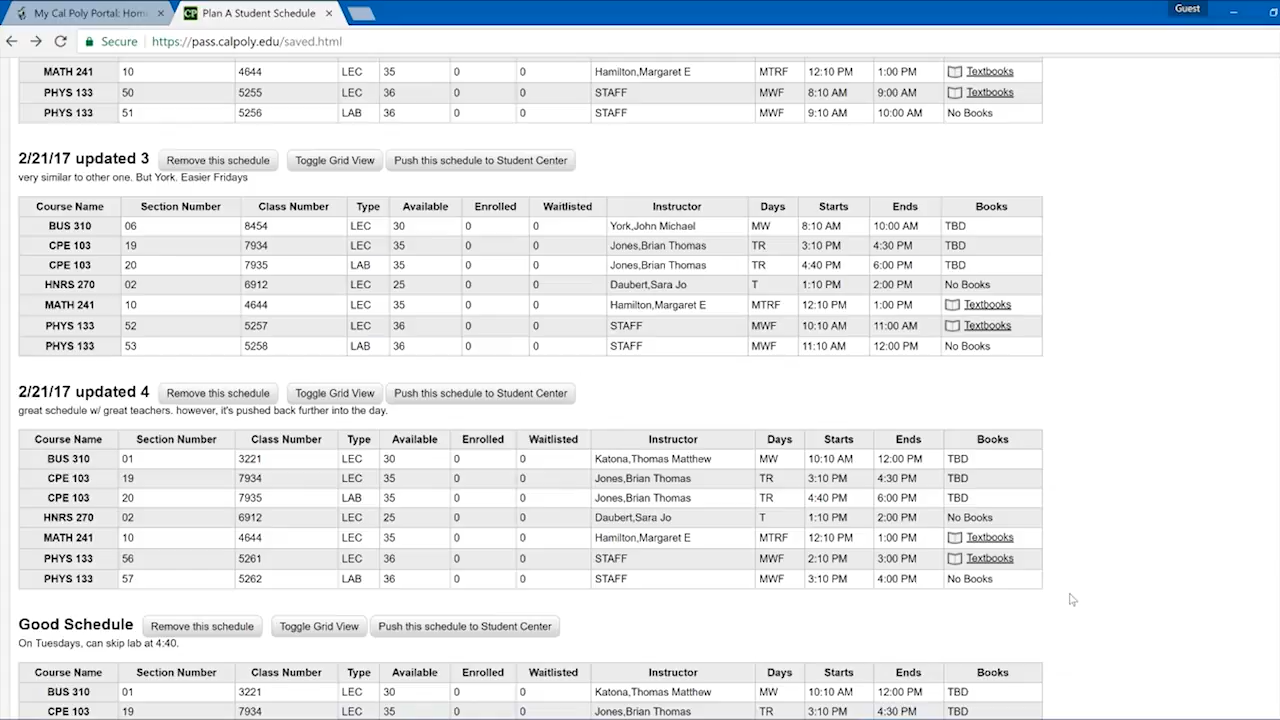 My Cal Poly Portal: Hom
Plan A Student Schedule
Guest
Secure https://pass.calpoly.edu/saved.html
MATH 241 10 4644 LEC 35 0 0 Hamilton,Margaret E MTRF 12:10 PM 1:00 PM Textbooks
PHYS 133 50 5255 LEC 36 0 0 STAFF MWF 8:10 AM 9:00 AM Textbooks
PHYS 133 51 5256 LAB 36 0 0 STAFF MWF 9:10 AM 10:00 AM No Books
2/21/17 updated 3 Remove this schedule Toggle Grid View Push this schedule to Student Center
very similar to other one. But York. Easier Fridays
Course Name Section Number Class Number Type Available Enrolled Waitlisted Instructor Days Starts Ends Books
BUS 310 06 8454 LEC 30 0 0 York,John Michael MW 8:10 AM 10:00 AM TBD
CPE 103 19 7934 LEC 35 0 0 Jones,Brian Thomas TR 3:10 PM 4:30 PM TBD
CPE 103 20 7935 LAB 35 0 0 Jones,Brian Thomas TR 4:40 PM 6:00 PM TBD
HNRS 270 02 6912 LEC 25 0 0 Daubert,Sara Jo T 1:10 PM 2:00 PM No Books
MATH 241 10 4644 LEC 35 0 0 Hamilton,Margaret E MTRF 12:10 PM 1:00 PM Textbooks
PHYS 133 52 5257 LEC 36 0 0 STAFF MWF 10:10 AM 11:00 AM Textbooks
PHYS 133 53 5258 LAB 36 0 0 STAFF MWF 11:10 AM 12:00 PM No Books
2/21/17 updated 4 Remove this schedule Toggle Grid View Push this schedule to Student Center
great schedule w/ great teachers. however, it's pushed back further into the day.
Course Name Section Number Class Number Type Available Enrolled Waitlisted Instructor Days Starts Ends Books
BUS 310 01 3221 LEC 30 0 0 Katona,Thomas Matthew MW 10:10 AM 12:00 PM TBD
CPE 103 19 7934 LEC 35 0 0 Jones,Brian Thomas TR 3:10 PM 4:30 PM TBD
CPE 103 20 7935 LAB 35 0 0 Jones,Brian Thomas TR 4:40 PM 6:00 PM TBD
HNRS 270 02 6912 LEC 25 0 0 Daubert,Sara Jo T 1:10 PM 2:00 PM No Books
MATH 241 10 4644 LEC 35 0 0 Hamilton,Margaret E MTRF 12:10 PM 1:00 PM Textbooks
PHYS 133 56 5261 LEC 36 0 0 STAFF MWF 2:10 PM 3:00 PM Textbooks
PHYS 133 57 5262 LAB 36 0 0 STAFF MWF 3:10 PM 4:00 PM No Books
Good Schedule Remove this schedule Toggle Grid View Push this schedule to Student Center
On Tuesdays, can skip lab at 4:40.
Course Name Section Number Class Number Type Available Enrolled Waitlisted Instructor Days Starts Ends Books
BUS 310 01 3221 LEC 30 0 0 Katona,Thomas Matthew MW 10:10 AM 12:00 PM TBD
CPE 103 19 7934 LEC 35 0 0 Jones,Brian Thomas TR 3:10 PM 4:30 PM TBD